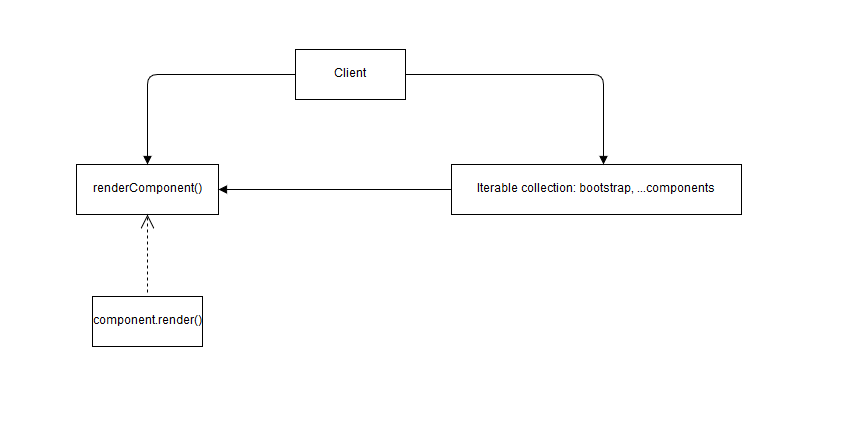 Client
renderComponent()
Iterable collection: bootstrap, ...components
component.render()